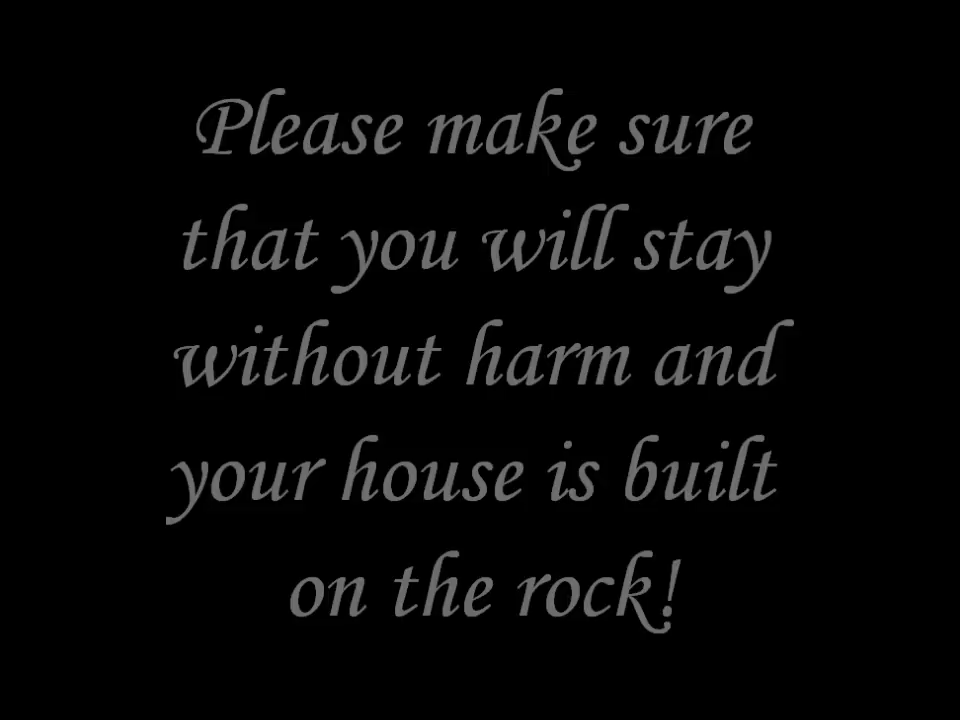 Please make sure
that you will stay
without harm and
your house is built
on the rock!